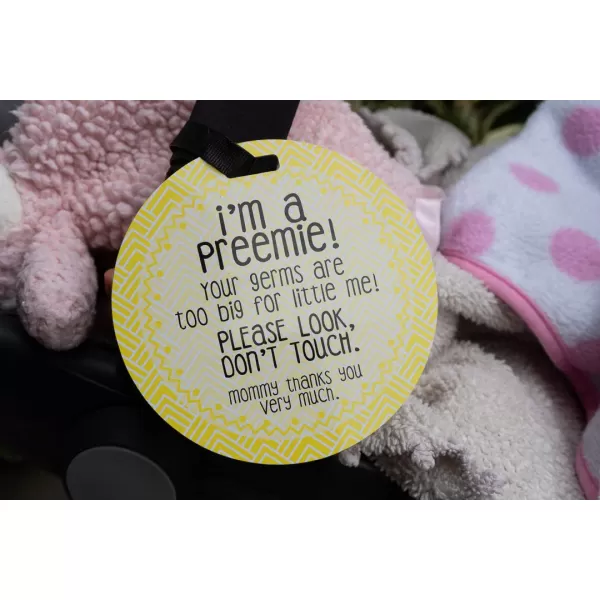 i'm a
preemie!
Your germs are
too big for little me!
PLEASE LOOK,
DON'T TOUCH.
mommy thanks you
very much.